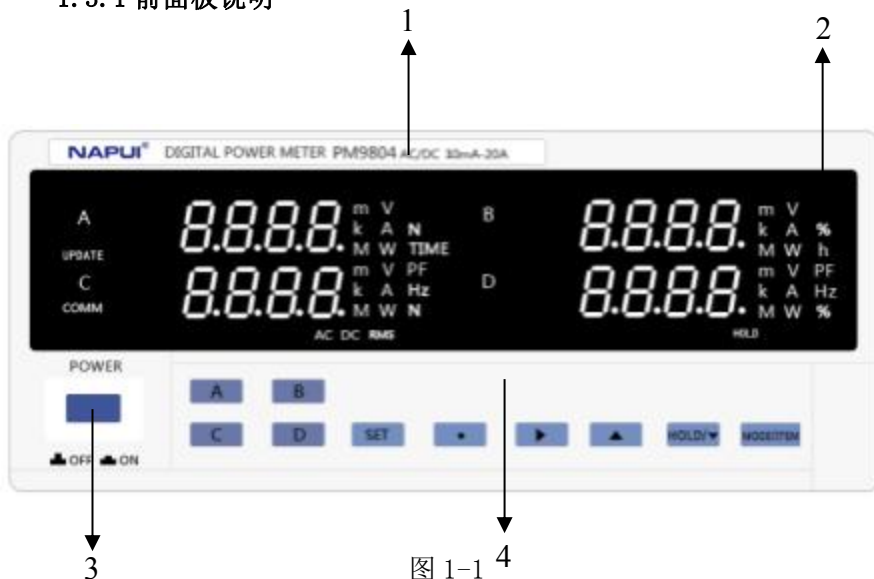 1.3.1 前面板说明
1
2
NAPUI® DIGITAL POWER METER PM9804 AC/DC 10mA-20A
A 8.8.8.8. m V B 8.8.8.8. m V
k A N k A %
UPDATE M W TIME M W h
C 8.8.8.8. m V PF D 8.8.8.8. m V PF
k A Hz k A Hz
COMM M W N M W %
AC DC RMS HOLD
POWER
A B
C D SET • ▶ ▲ HOLD/▼ MODE/ITEM
OFF ON
3
图 1-1
4